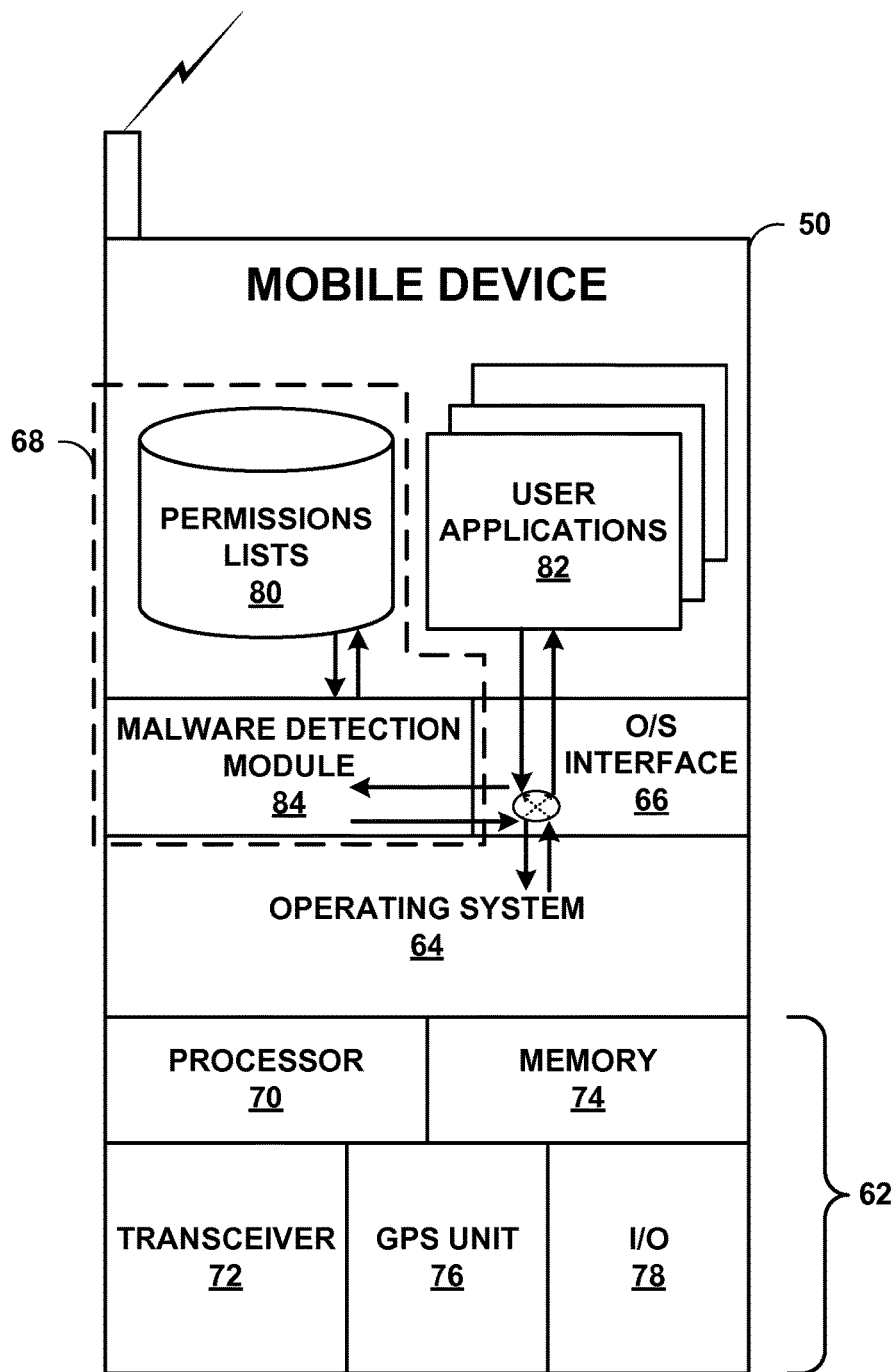 50
MOBILE DEVICE
68
PERMISSIONS
LISTS
80
USER
APPLICATIONS
82
MALWARE DETECTION
MODULE
84
O/S
INTERFACE
66
OPERATING SYSTEM
64
PROCESSOR
70
MEMORY
74
62
TRANSCEIVER
72
GPS UNIT
76
I/O
78